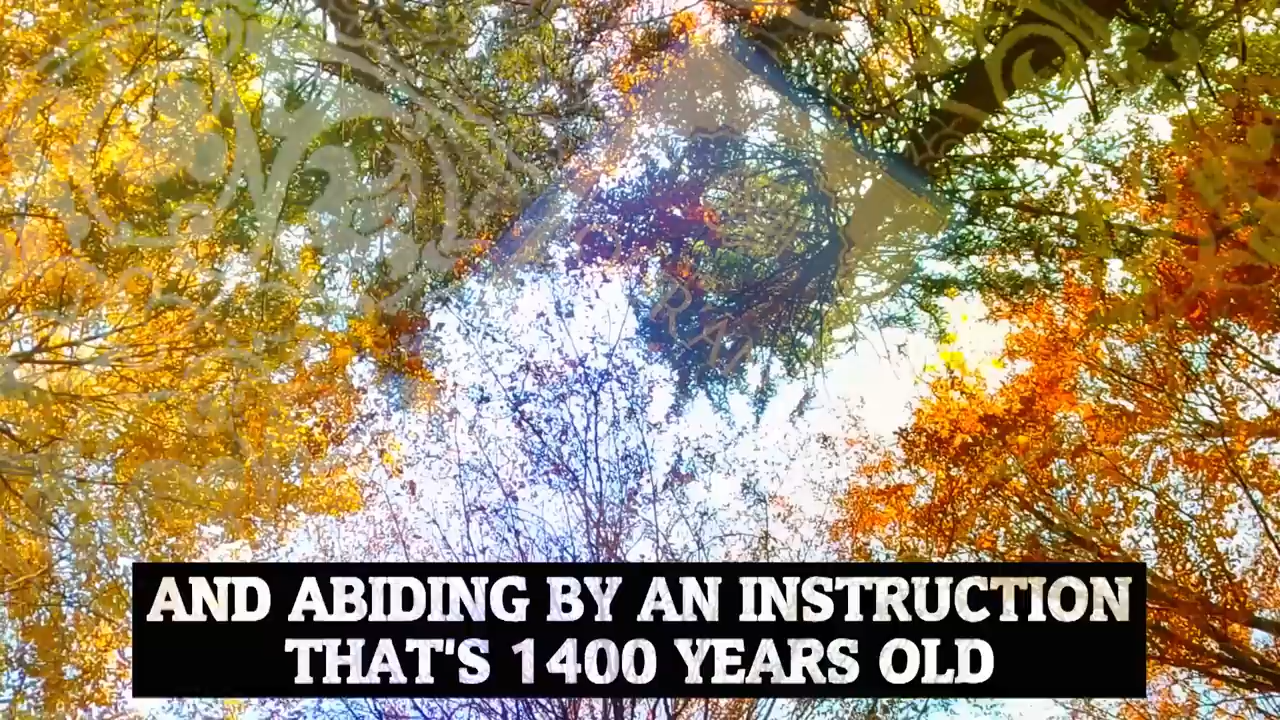 AND ABIDING BY AN INSTRUCTION
THAT'S 1400 YEARS OLD